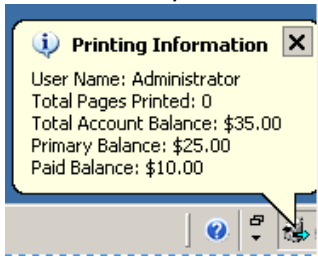 Printing Information
User Name: Administrator
Total Pages Printed: 0
Total Account Balance: $35.00
Primary Balance: $25.00
Paid Balance: $10.00